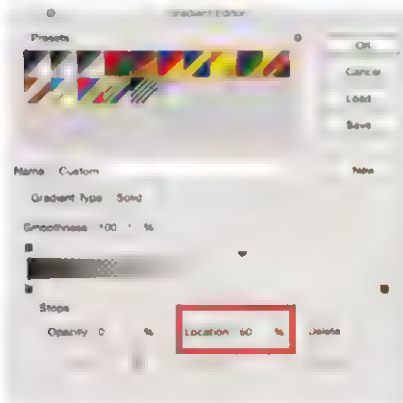 Gradient Editor
Presets
OK
Cancel
Load
Save
Name Custom
New
Gradient Type Solid
Smoothness 100 %
Stops
Opacity 0 %
Location 60 %
Delete